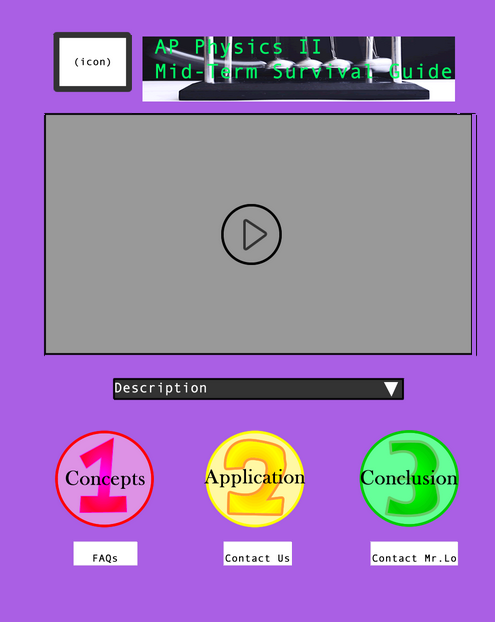 (icon)
AP Physics II
Mid-Term Survival Guide
Description
1
Concepts
2
Application
3
Conclusion
FAQs
Contact Us
Contact Mr.Lo